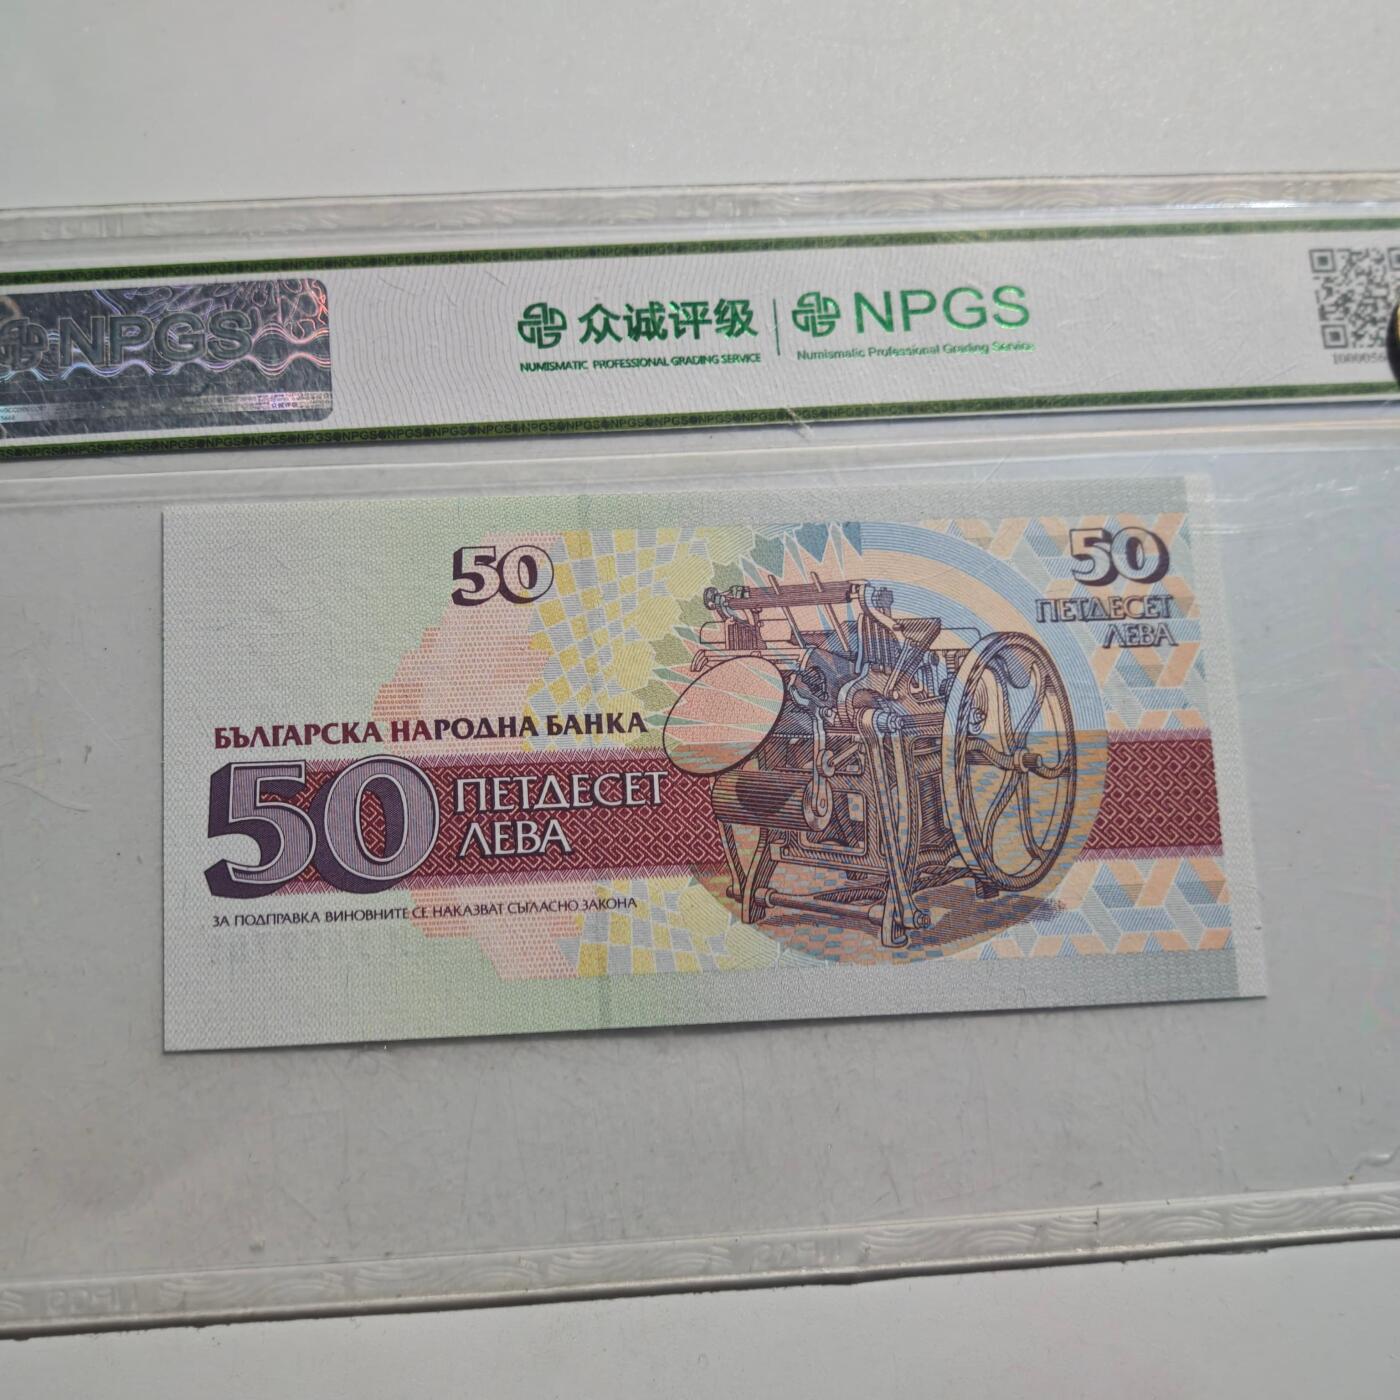 NPGS
众诚评级
NUMISMATIC PROFESSIONAL GRADING SERVICE
NPGS
Numismatic Professional Grading Service
50
50
ПЕТДЕСЕТ
ЛЕВА
БЪЛГАРСКА НАРОДНА БАНКА
50 ПЕТДЕСЕТ
ЛЕВА
ЗА ПОДПРАВКА ВИНОВНИТЕ СЕ НАКАЗВАТ СЪГЛАСНО ЗАКОНА